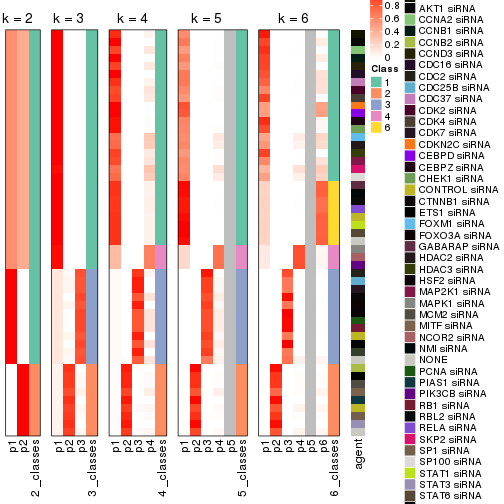 k = 2 k = 3 k = 4 k = 5 k = 6
0.8
0.6
0.4
0.2
0
Class
1
2
3
4
6
AKT1 siRNA
CCNA2 siRNA
CCNB1 siRNA
CCNB2 siRNA
CCND3 siRNA
CDC16 siRNA
CDC2 siRNA
CDC25B siRNA
CDC37 siRNA
CDK2 siRNA
CDK4 siRNA
CDK7 siRNA
CDKN2C siRNA
CEBPD siRNA
CEBPZ siRNA
CHEK1 siRNA
CONTROL siRNA
CTNNB1 siRNA
ETS1 siRNA
FOXM1 siRNA
FOXO3A siRNA
GABARAP siRNA
HDAC2 siRNA
HDAC3 siRNA
HSF2 siRNA
MAP2K1 siRNA
MAPK1 siRNA
MCM2 siRNA
MITF siRNA
NCOR2 siRNA
NMI siRNA
NONE
PCNA siRNA
PIAS1 siRNA
PIK3CB siRNA
RB1 siRNA
RBL2 siRNA
RELA siRNA
SKP2 siRNA
SP1 siRNA
SP100 siRNA
STAT1 siRNA
STAT3 siRNA
STAT6 siRNA
p1 p2 2_classes p1 p2 p3 3_classes p1 p2 p3 p4 4_classes p1 p2 p3 p4 p5 5_classes p1 p2 p3 p4 p5 p6 6_classes agent